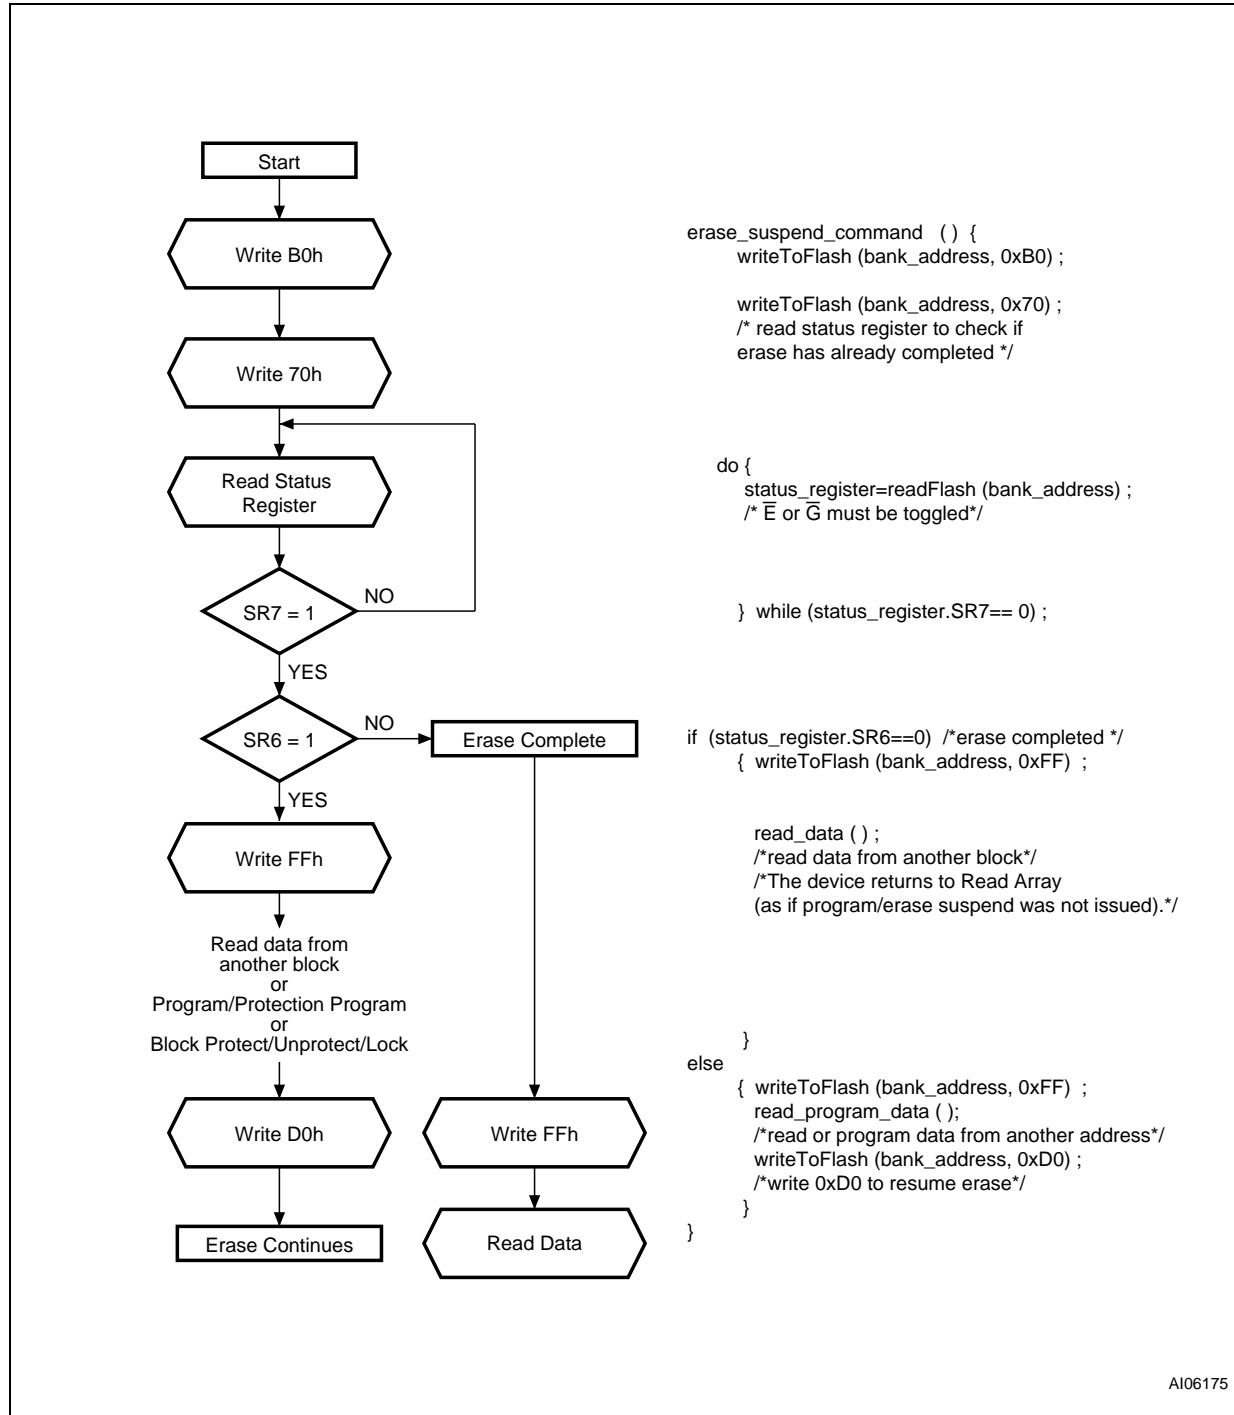 Start
Write B0h
Write 70h
Read Status
Register
SR7 = 1
NO
YES
SR6 = 1
NO
Erase Complete
YES
Write FFh
Read data from
another block
or
Program/Protection Program
or
Block Protect/Unprotect/Lock
Write D0h
Write FFh
Erase Continues
Read Data
erase_suspend_command ( ) {
writeToFlash (bank_address, 0xB0) ;
writeToFlash (bank_address, 0x70) ;
/* read status register to check if
erase has already completed */
do {
status_register=readFlash (bank_address) ;
/* E̅ or G̅ must be toggled*/
} while (status_register.SR7== 0) ;
if (status_register.SR6==0) /*erase completed */
{ writeToFlash (bank_address, 0xFF) ;
read_data ( ) ;
/*read data from another block*/
/*The device returns to Read Array
(as if program/erase suspend was not issued).*/
}
else
{ writeToFlash (bank_address, 0xFF) ;
read_program_data ( );
/*read or program data from another address*/
writeToFlash (bank_address, 0xD0) ;
/*write 0xD0 to resume erase*/
}
}
AI06175